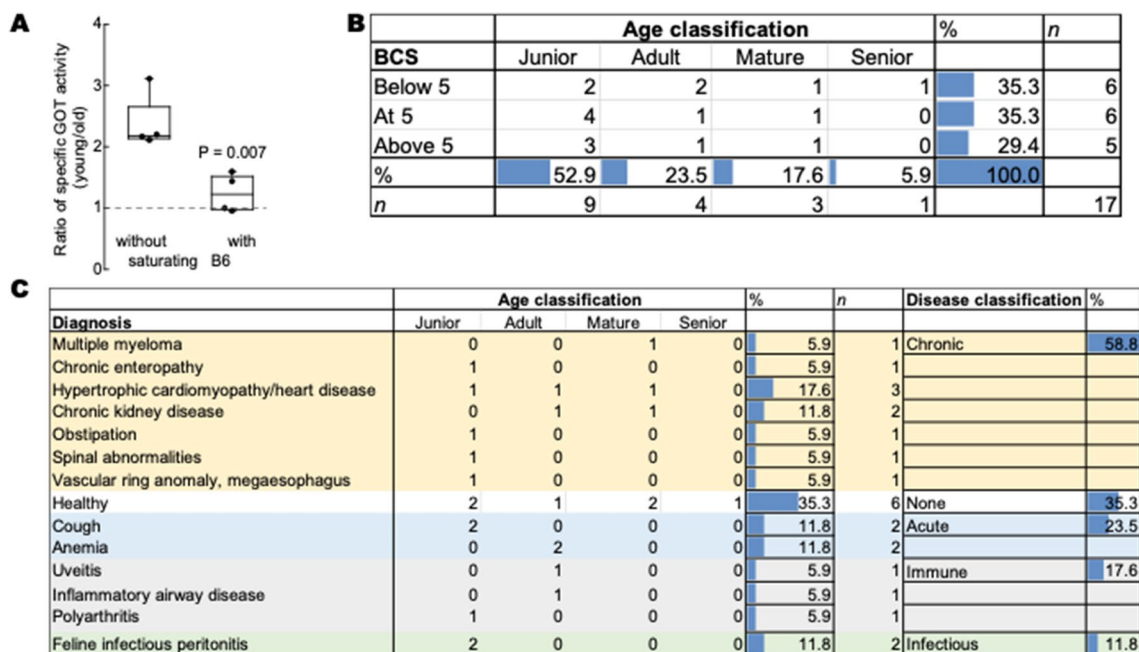 A
4
3
2
1
0
Ratio of specific GOT activity
(young/old)
P = 0.007
without with
saturating B6
B
Age classification % n
BCS Junior Adult Mature Senior
Below 5 2 2 1 1 35.3 6
At 5 4 1 1 0 35.3 6
Above 5 3 1 1 0 29.4 5
% 52.9 23.5 17.6 5.9 100.0
n 9 4 3 1 17
C
Age classification % n Disease classification %
Diagnosis Junior Adult Mature Senior
Multiple myeloma 0 0 1 0 5.9 1 Chronic 58.8
Chronic enteropathy 1 0 0 0 5.9 1
Hypertrophic cardiomyopathy/heart disease 1 1 1 0 17.6 3
Chronic kidney disease 0 1 1 0 11.8 2
Obstipation 1 0 0 0 5.9 1
Spinal abnormalities 1 0 0 0 5.9 1
Vascular ring anomaly, megaesophagus 1 0 0 0 5.9 1
Healthy 2 1 2 1 35.3 6 None 35.3
Cough 2 0 0 0 11.8 2 Acute 23.5
Anemia 0 2 0 0 11.8 2
Uveitis 0 1 0 0 5.9 1 Immune 17.6
Inflammatory airway disease 0 1 0 0 5.9 1
Polyarthritis 1 0 0 0 5.9 1
Feline infectious peritonitis 2 0 0 0 11.8 2 Infectious 11.8